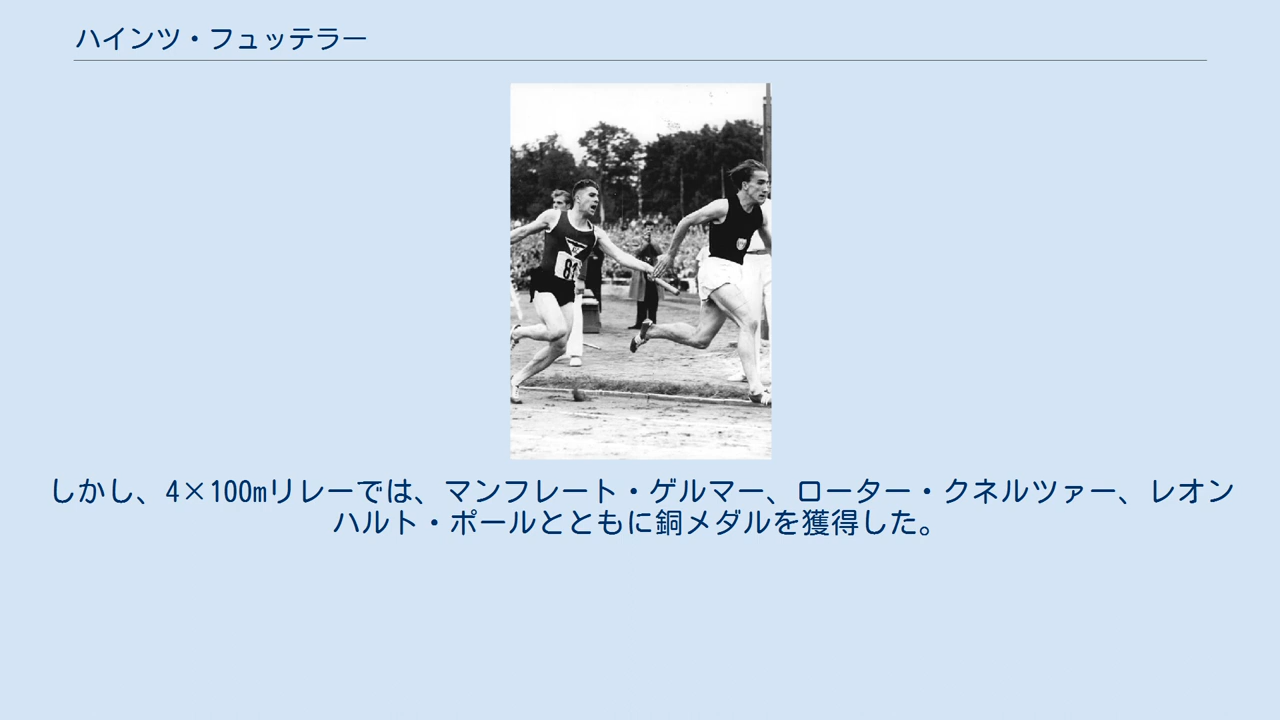 ハインツ・フュッテラー
しかし、4×100mリレーでは、マンフレート・ゲルマー、ローター・クネルツァー、レオン
ハルト・ポールとともに銅メダルを獲得した。